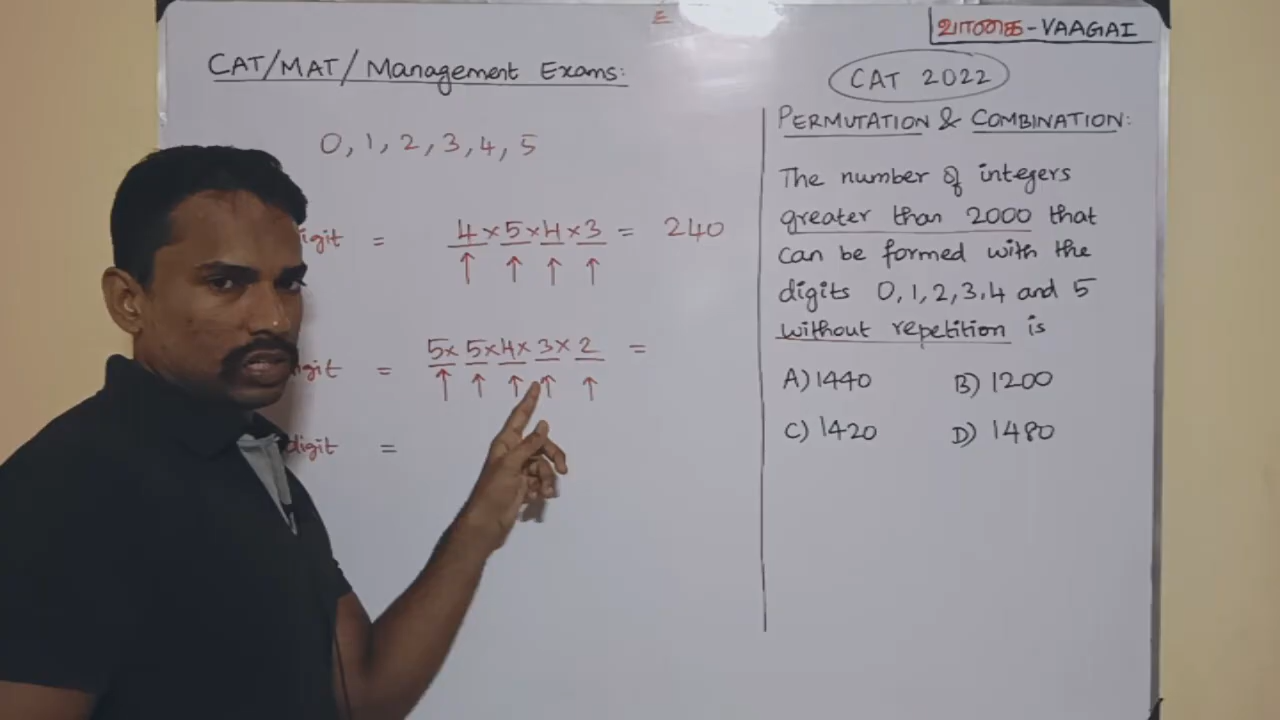 வாகை - VAAGAI
CAT/MAT/ Management Exams:
CAT 2022
0, 1, 2, 3, 4, 5
= 4 × 5 × 4 × 3 = 240
= 5 × 5 × 4 × 3 × 2 =
digit =
PERMUTATION & COMBINATION:
The number of integers
greater than 2000 that
can be formed with the
digits 0, 1, 2, 3, 4 and 5
without repetition is
A) 1440 B) 1200
C) 1420 D) 1480